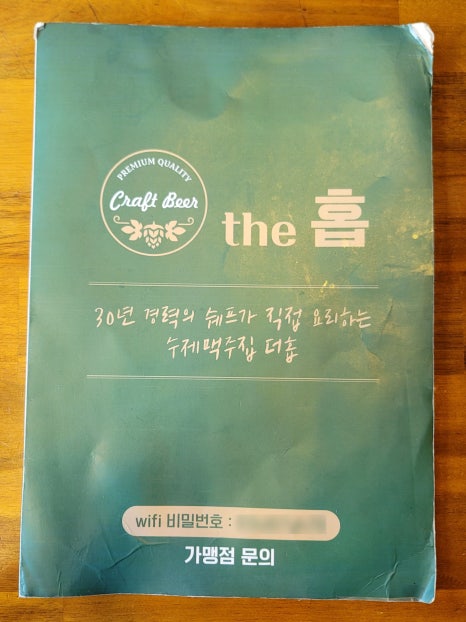 PREMIUM QUALITY
Craft Beer
the 홉
30년 경력의 쉐프가 직접 요리하는
수제맥주집 더홉
wifi 비밀번호 :
가맹점 문의